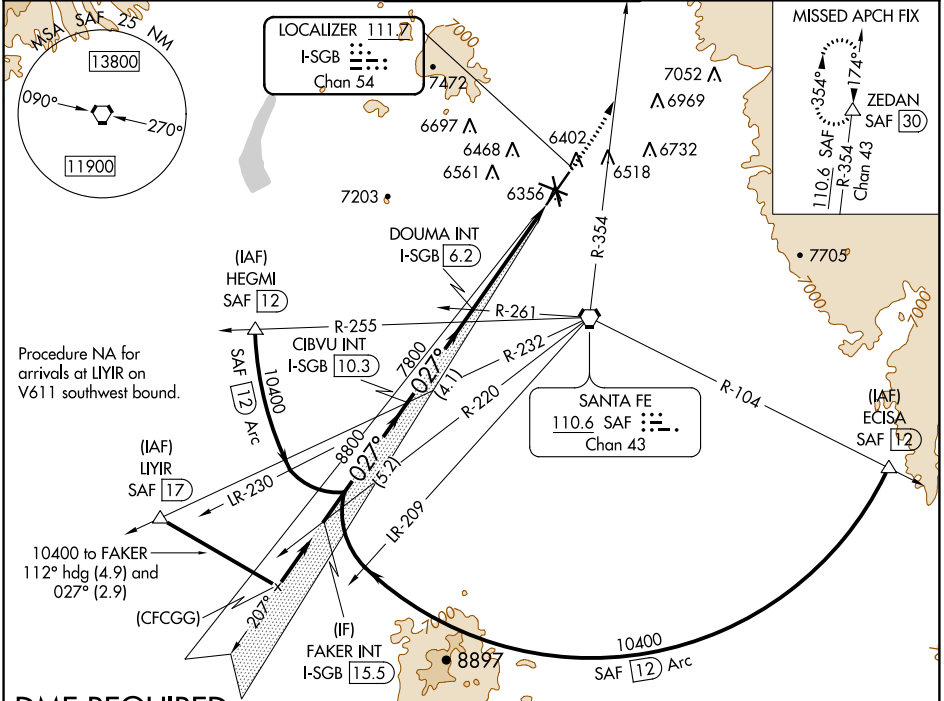 MSA SAF 25 NM
13800
090°
270°
11900
LOCALIZER 111.7
I-SGB
Chan 54
7000
7472
6697
6468
6561
7203
6402
6356
7052
6969
6732
6518
MISSED APCH FIX
354°
174°
ZEDAN
SAF 30
110.6 SAF
R-354
Chan 43
7705
7000
7000
R-354
DOUMA INT
I-SGB 6.2
(IAF)
HEGMI
SAF 12
R-255
R-261
CIBVU INT
I-SGB 10.3
7800
027°
(4.1)
R-232
R-220
Procedure NA for
arrivals at LIYIR on
V611 southwest bound.
SAF 12 Arc
10400
8800
027°
(5.2)
SANTA FE
110.6 SAF
Chan 43
R-104
(IAF)
ECISA
SAF 12
(IAF)
LIYIR
SAF 17
LR-230
LR-209
10400 to FAKER
112° hdg (4.9) and
027° (2.9)
(CFCGG)
207°
(IF)
FAKER INT
I-SGB 15.5
7000
8897
10400
SAF 12 Arc
DME REQUIRED